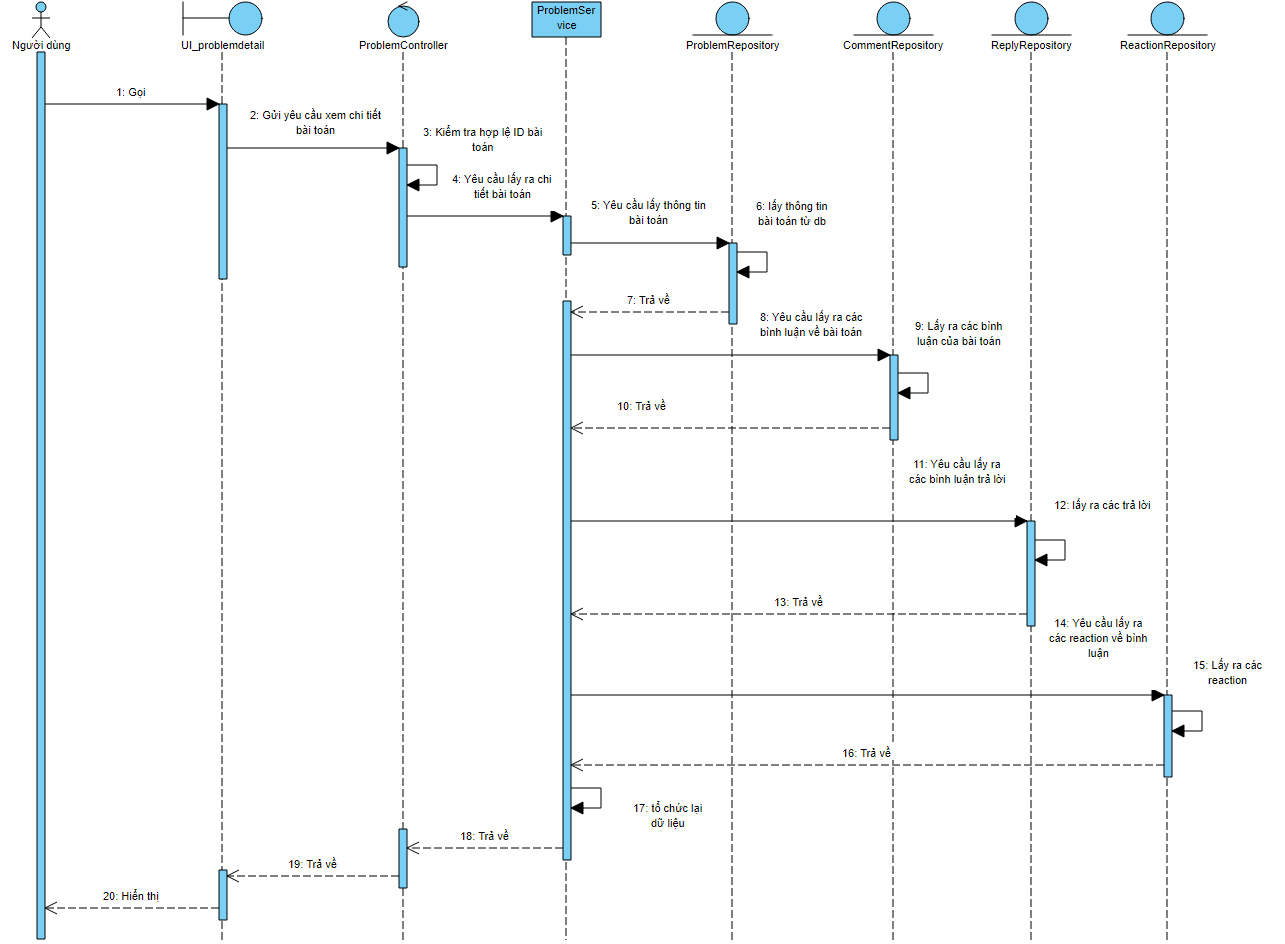 Người dùng
UI_problemdetail
ProblemController
ProblemSer
vice
ProblemRepository
CommentRepository
ReplyRepository
ReactionRepository
1: Gọi
2: Gửi yêu cầu xem chi tiết
bài toán
3: Kiểm tra hợp lệ ID bài
toán
4: Yêu cầu lấy ra chi
tiết bài toán
5: Yêu cầu lấy thông tin
bài toán
6: lấy thông tin
bài toán từ db
7: Trả về
8: Yêu cầu lấy ra các
bình luận về bài toán
9: Lấy ra các bình
luận của bài toán
10: Trả về
11: Yêu cầu lấy ra
các bình luận trả lời
12: lấy ra các trả lời
13: Trả về
14: Yêu cầu lấy ra
các reaction về bình
luận
15: Lấy ra các
reaction
16: Trả về
17: tổ chức lại
dữ liệu
18: Trả về
19: Trả về
20: Hiển thị